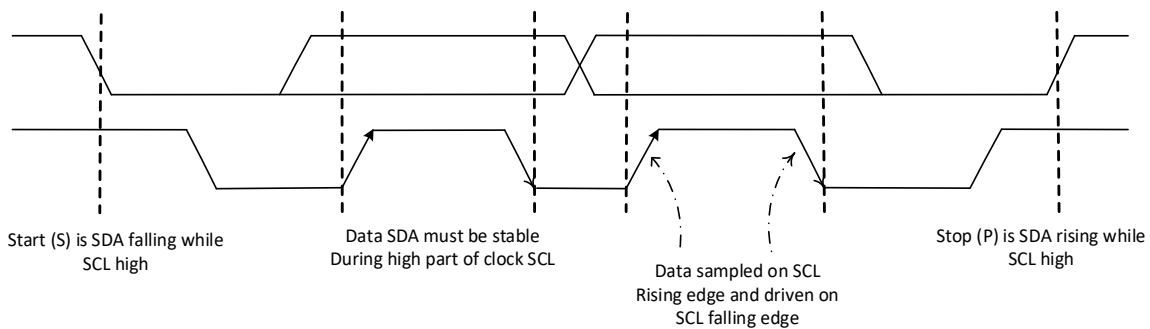 Start (S) is SDA falling while
SCL high
Data SDA must be stable
During high part of clock SCL
Data sampled on SCL
Rising edge and driven on
SCL falling edge
Stop (P) is SDA rising while
SCL high